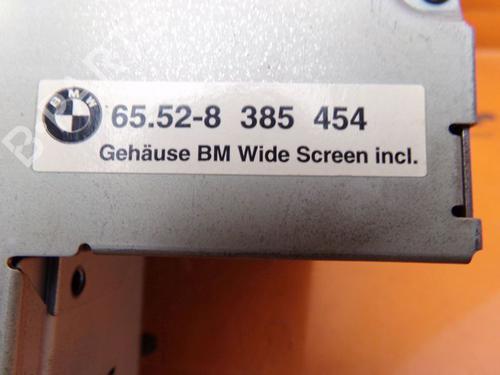 BMW
65.52-8 385 454
Gehäuse BM Wide Screen incl.